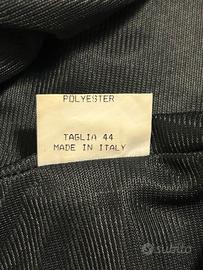 POLYESTER
TAGLIA 44
MADE IN ITALY
subito